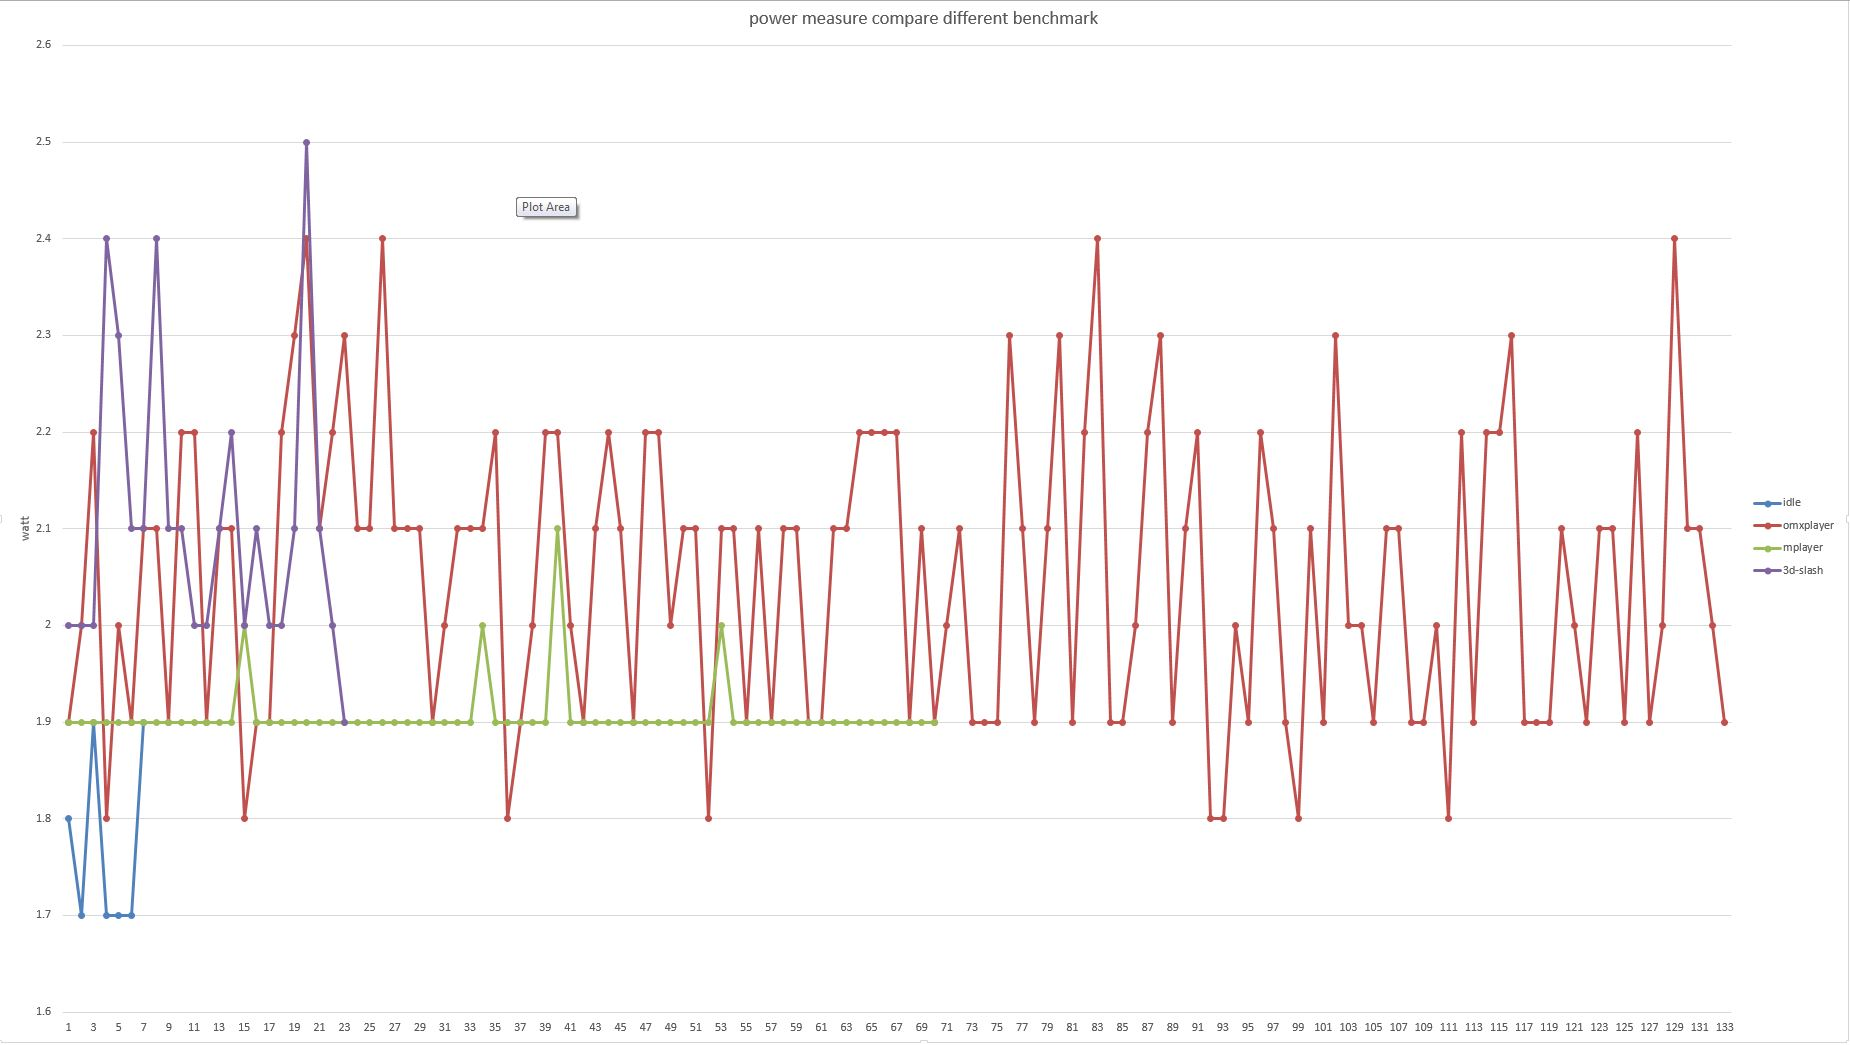 power measure compare different benchmark
2.6
2.5
Plot Area
2.4
2.3
2.2
2.1
watt
2
1.9
1.8
1.7
1.6
idle
omxplayer
mplayer
3d-slash
1 3 5 7 9 11 13 15 17 19 21 23 25 27 29 31 33 35 37 39 41 43 45 47 49 51 53 55 57 59 61 63 65 67 69 71 73 75 77 79 81 83 85 87 89 91 93 95 97 99 101 103 105 107 109 111 113 115 117 119 121 123 125 127 129 131 133